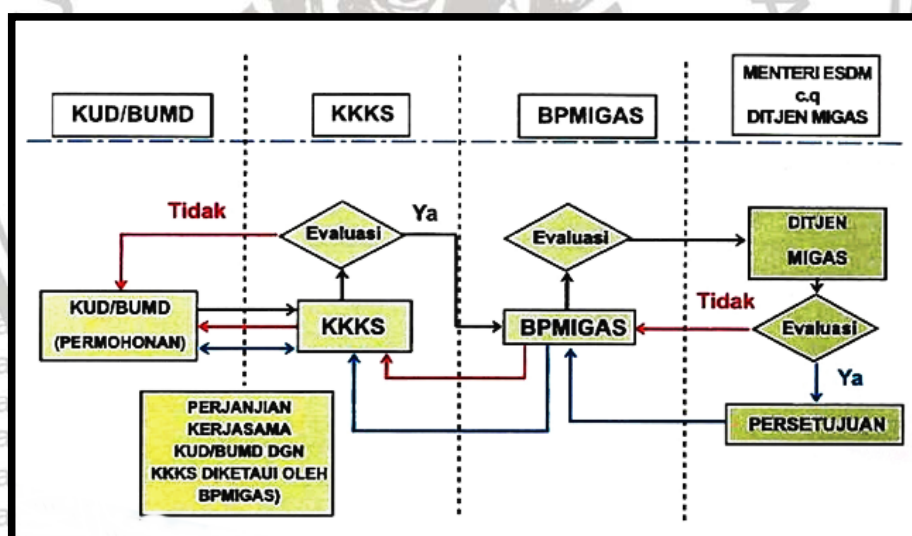 KUD/BUMD
KKKS
BPMIGAS
MENTERI ESDM
c.q
DITJEN MIGAS
Tidak
Evaluasi
Ya
Evaluasi
DITJEN
MIGAS
KUD/BUMD
(PERMOHONAN)
KKKS
BPMIGAS
Tidak
Evaluasi
Ya
PERJANJIAN
KERJASAMA
KUD/BUMD DGN
KKKS DIKETAUI OLEH
BPMIGAS)
PERSETUJUAN